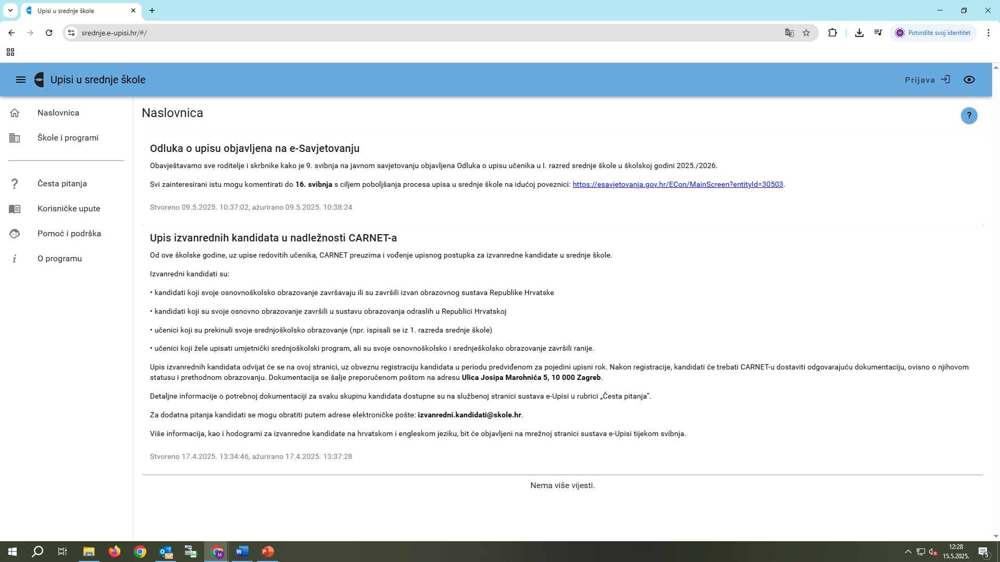 Upisi u srednje škole
srednje.e-upisi.hr/#/
Potvrdite svoj identitet
Upisi u srednje škole
Prijava
Naslovnica
Škole i programi
Česta pitanja
Korisničke upute
Pomoć i podrška
O programu
Naslovnica
?
Odluka o upisu objavljena na e-Savjetovanju
Obavještavamo sve roditelje i skrbnike kako je 9. svibnja na javnom savjetovanju objavljena Odluka o upisu učenika u I. razred srednje škole u školskoj godini 2025./2026.
Svi zainteresirani istu mogu komentirati do 16. svibnja s ciljem poboljšanja procesa upisa u srednje škole na idućoj poveznici: https://esavjetovanja.gov.hr/ECon/MainScreen?entityId=30503.
Stvoreno 09.5.2025. 10:37:02, ažurirano 09.5.2025. 10:38:24
Upis izvanrednih kandidata u nadležnosti CARNET-a
Od ove školske godine, uz upise redovitih učenika, CARNET preuzima i vođenje upisnog postupka za izvanredne kandidate u srednje škole.
Izvanredni kandidati su:
• kandidati koji svoje osnovnoškolsko obrazovanje završavaju ili su završili izvan obrazovnog sustava Republike Hrvatske
• kandidati koji su svoje osnovno obrazovanje završili u sustavu obrazovanja odraslih u Republici Hrvatskoj
• učenici koji su prekinuli svoje srednjoškolsko obrazovanje (npr. ispisali se iz 1. razreda srednje škole)
• učenici koji žele upisati umjetnički srednjoškolski program, ali su svoje osnovnoškolsko i srednješkolsko obrazovanje završili ranije.
Upis izvanrednih kandidata odvijat će se na ovoj stranici, uz obveznu registraciju kandidata u periodu predviđenom za pojedini upisni rok. Nakon registracije, kandidati će trebati CARNET-u dostaviti odgovarajuću dokumentaciju, ovisno o njihovom
statusu i prethodnom obrazovanju. Dokumentacija se šalje preporučenom poštom na adresu Ulica Josipa Marohnića 5, 10 000 Zagreb.
Detaljne informacije o potrebnoj dokumentaciji za svaku skupinu kandidata dostupne su na službenoj stranici sustava e-Upisi u rubrici „Česta pitanja“.
Za dodatna pitanja kandidati se mogu obratiti putem adrese elektroničke pošte: izvanredni.kandidati@skole.hr.
Više informacija, kao i hodogrami za izvanredne kandidate na hrvatskom i engleskom jeziku, bit će objavljeni na mrežnoj stranici sustava e-Upisi tijekom svibnja.
Stvoreno 17.4.2025. 13:34:46, ažurirano 17.4.2025. 13:37:28
Nema više vijesti.
12:28
15.5.2025.
5